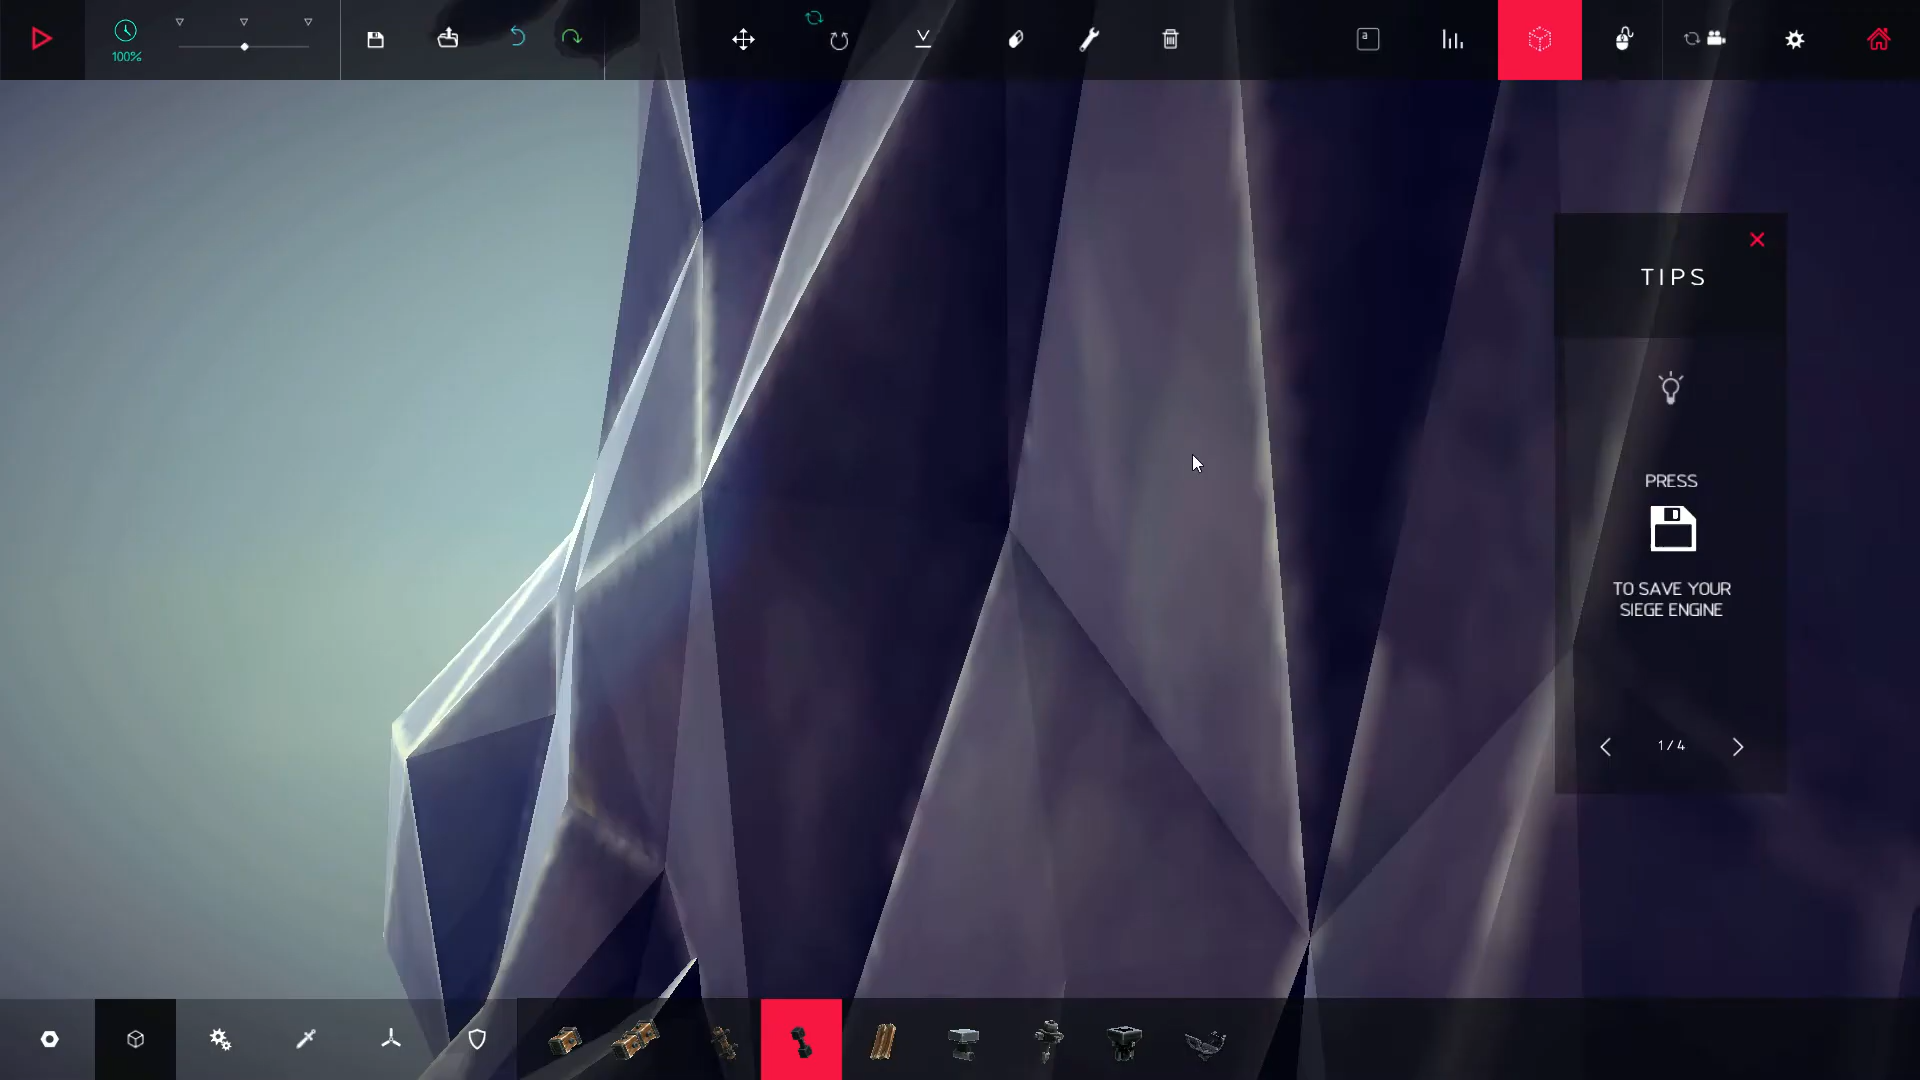 100%
a
TIPS
PRESS
TO SAVE YOUR
SIEGE ENGINE
1/4